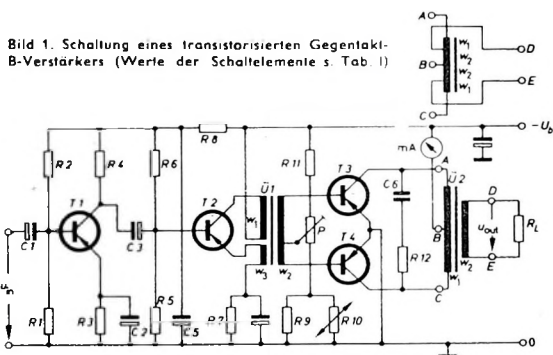 Bild 1. Schaltung eines transistorisierten Gegentakt-
B-Verstärkers (Werte der Schaltelemente s. Tab. I)
A
w1
w2
B
w2
w1
C
D
E
-Ub
mA
R8
R2
R4
R6
R11
T3
A
C6
Ü2
T1
T2
Ü1
w1
P
D
C1
C3
B
uout
RL
T4
w1
w2
E
uin
w3
w2
R12
C
R5
R1
R3
C2
C5
R7
R9
R10
0